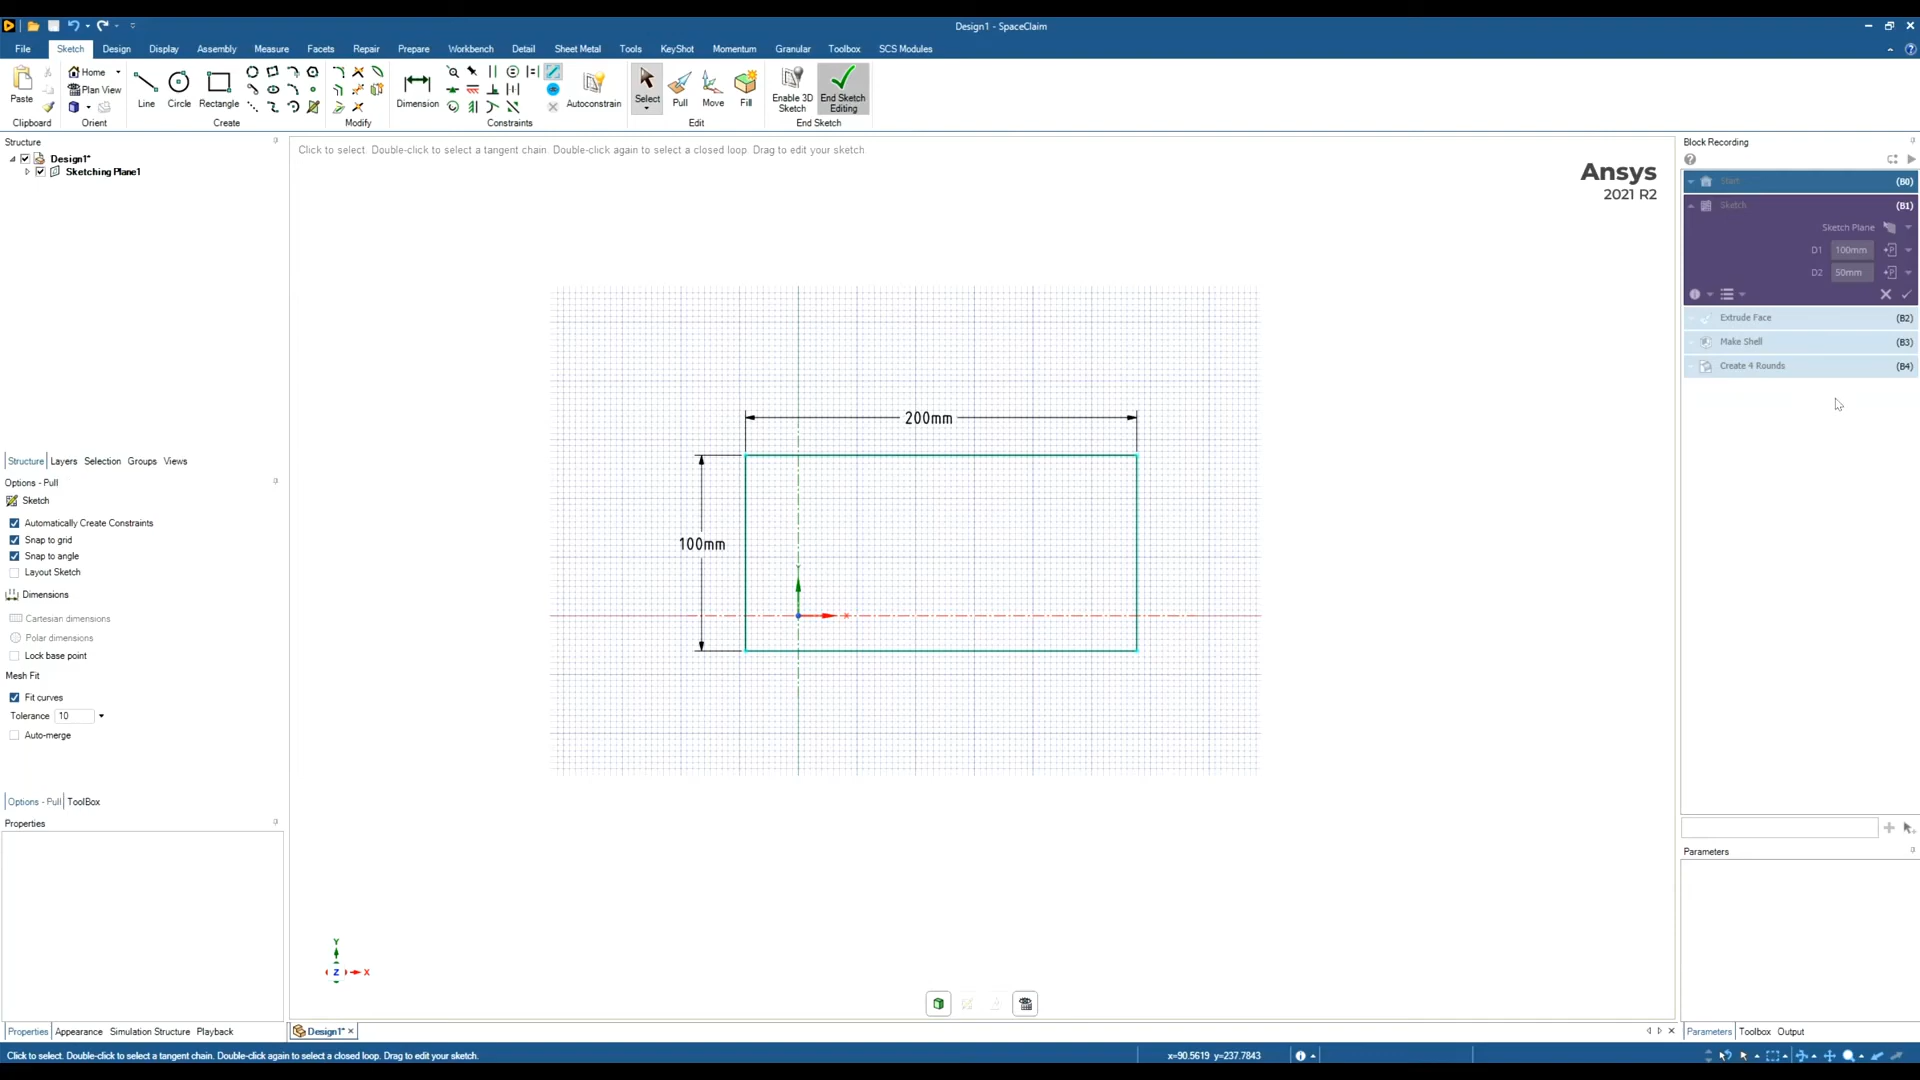 Design1 - SpaceClaim
File Sketch Design Display Assembly Measure Facets Repair Prepare Workbench Detail Sheet Metal Tools KeyShot Momentum Granular Toolbox SCS Modules
Home
Plan View
Paste
Line Circle Rectangle
Dimension
Autoconstrain
Select Pull Move Fill
Enable 3D Sketch
End Sketch Editing
Clipboard Orient Create Modify Constraints Edit End Sketch
Structure
Design1*
Sketching Plane1
Click to select. Double-click to select a tangent chain. Double-click again to select a closed loop. Drag to edit your sketch
Ansys
2021 R2
Block Recording
Start (B0)
Sketch (B1)
Sketch Plane
D1 100mm
D2 50mm
Extrude Face (B2)
Make Shell (B3)
Create 4 Rounds (B4)
200mm
100mm
Y
X
Structure Layers Selection Groups Views
Options - Pull
Sketch
Automatically Create Constraints
Snap to grid
Snap to angle
Layout Sketch
Dimensions
Cartesian dimensions
Polar dimensions
Lock base point
Mesh Fit
Fit curves
Tolerance 10
Auto-merge
Options - Pull ToolBox
Properties
Parameters
Y
Z X
Properties Appearance Simulation Structure Playback
Design1*
Parameters Toolbox Output
Click to select. Double-click to select a tangent chain. Double-click again to select a closed loop. Drag to edit your sketch.
x=90.5619 y=237.7843